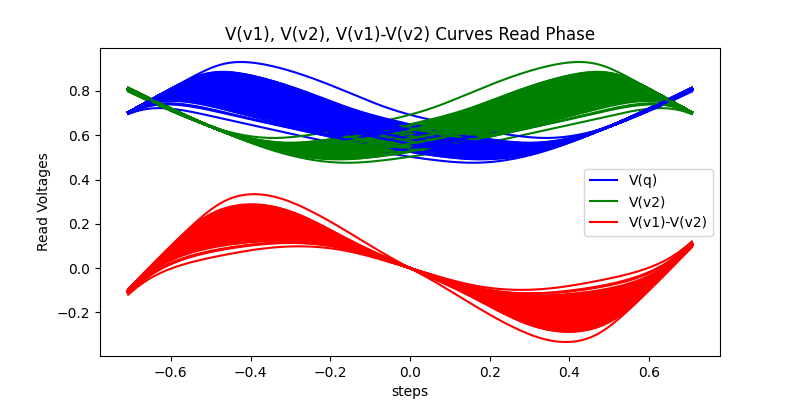 V(v1), V(v2), V(v1)-V(v2) Curves Read Phase
Read Voltages
0.8
0.6
0.4
0.2
0.0
−0.2
V(q)
V(v2)
V(v1)-V(v2)
−0.6
−0.4
−0.2
0.0
0.2
0.4
0.6
steps